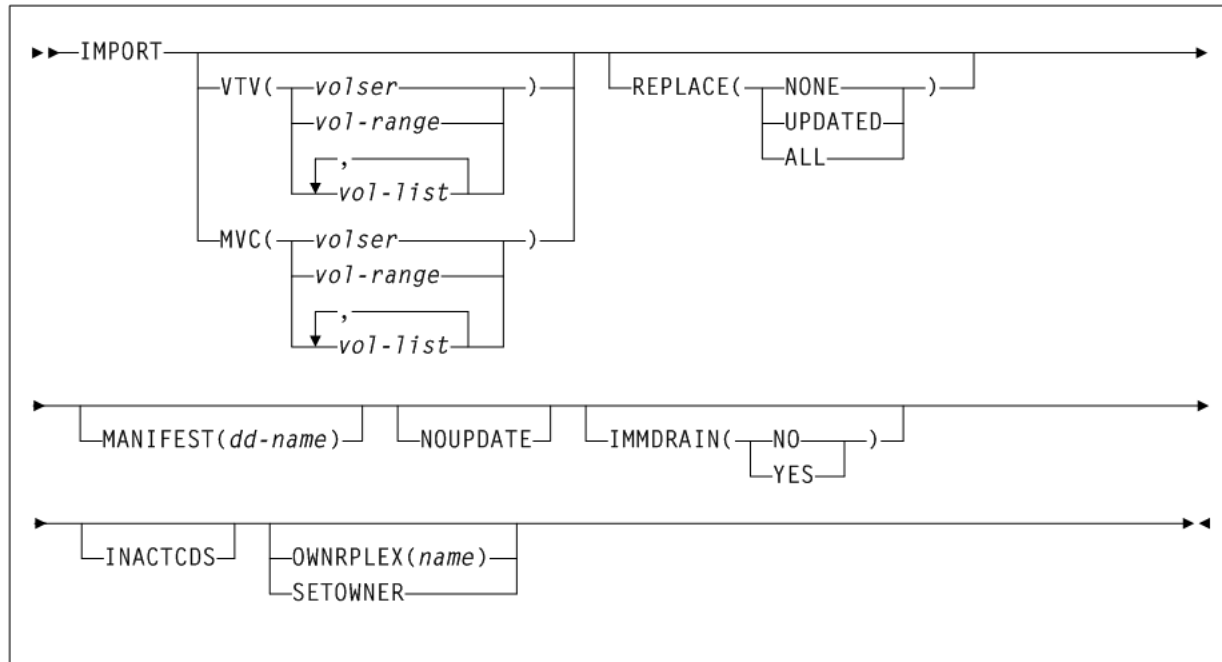 IMPORT
VTV( volser )
vol-range
,
vol-list
MVC( volser )
vol-range
,
vol-list
REPLACE( NONE )
UPDATED
ALL
MANIFEST(dd-name)
NOUPDATE
IMMDRAIN( NO )
YES
INACTCDS
OWNRPLEX(name)
SETOWNER